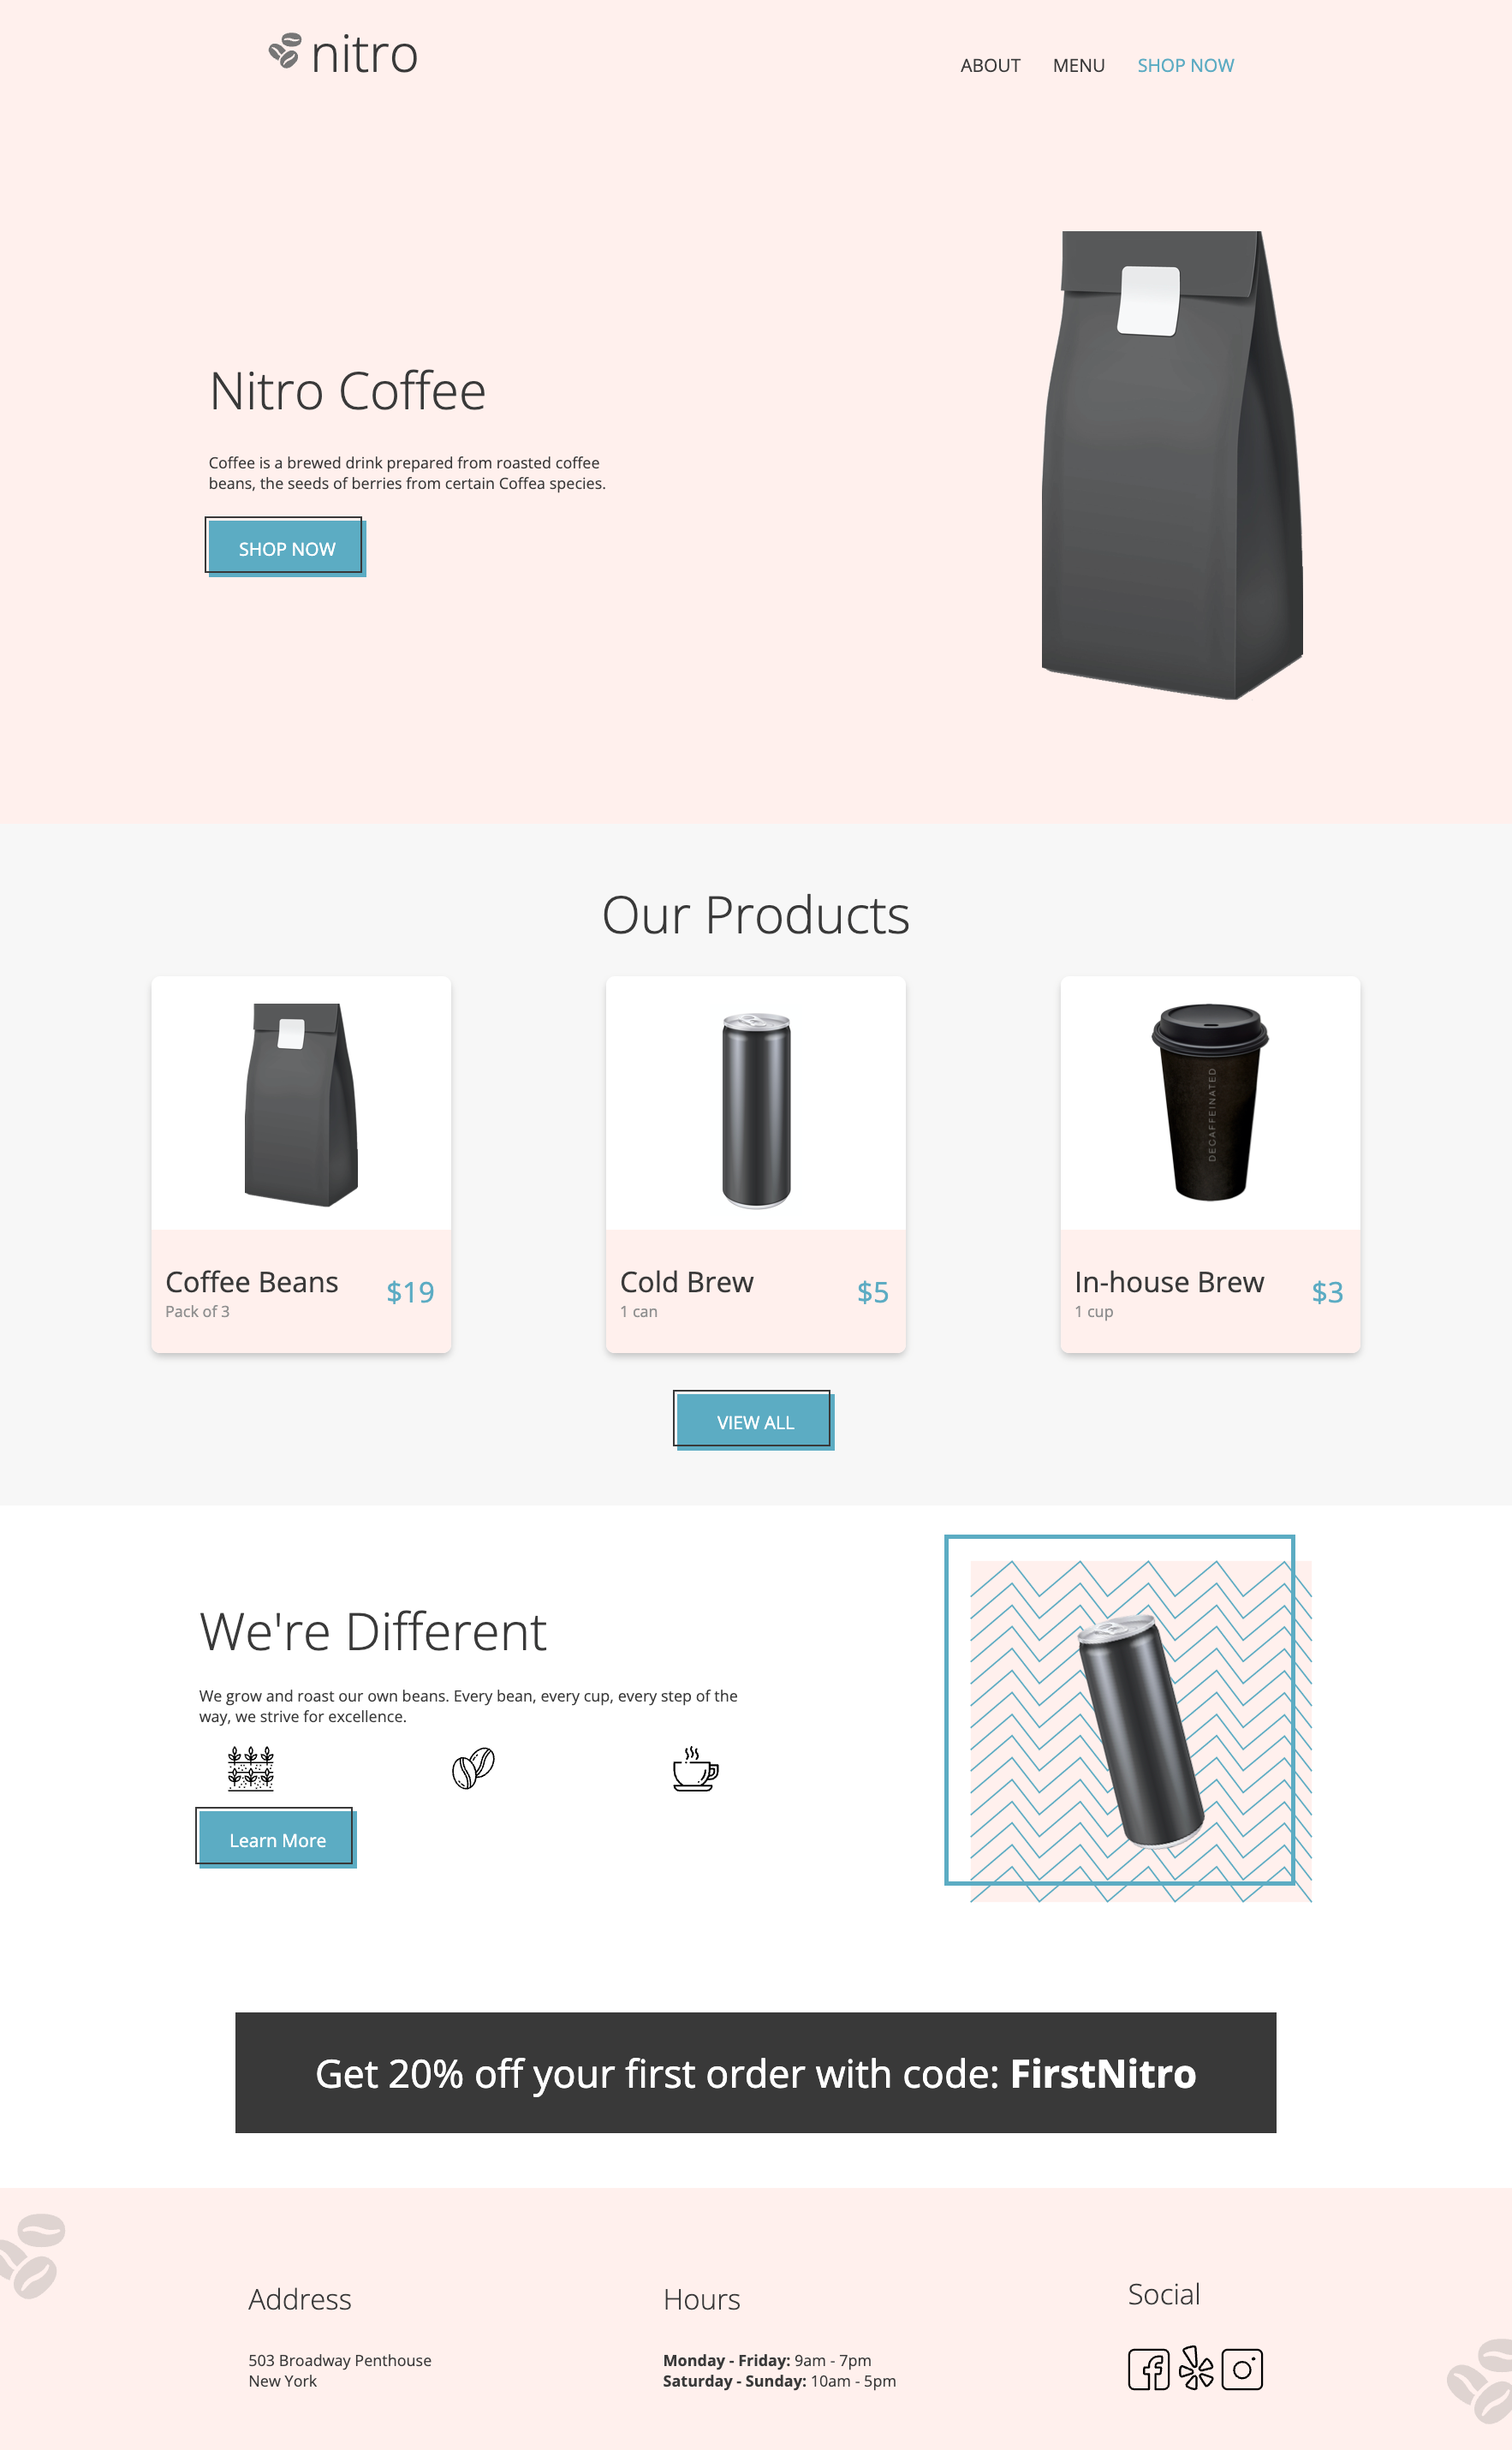 nitro
ABOUT MENU SHOP NOW
Nitro Coffee
Coffee is a brewed drink prepared from roasted coffee
beans, the seeds of berries from certain Coffea species.
SHOP NOW
Our Products
DECAFFEINATED
Coffee Beans
$19
Pack of 3
Cold Brew
$5
1 can
In-house Brew
$3
1 cup
VIEW ALL
We're Different
We grow and roast our own beans. Every bean, every cup, every step of the
way, we strive for excellence.
Learn More
Get 20% off your first order with code: FirstNitro
Address
503 Broadway Penthouse
New York
Hours
Monday - Friday: 9am - 7pm
Saturday - Sunday: 10am - 5pm
Social